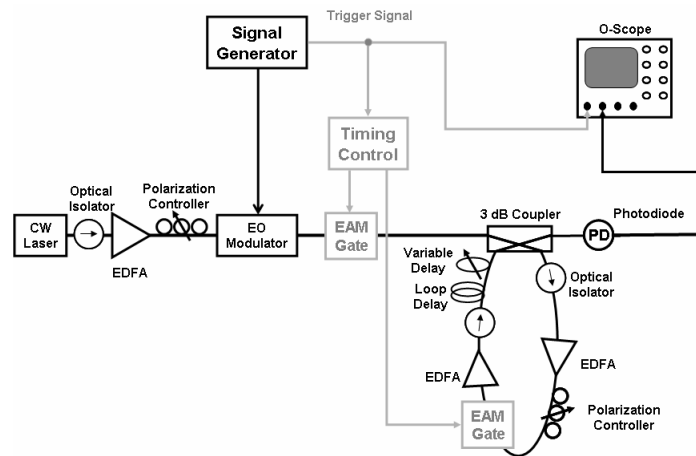 Trigger Signal
Signal
Generator
O-Scope
Timing
Control
Optical
Isolator
Polarization
Controller
CW
Laser
EDFA
EO
Modulator
EAM
Gate
3 dB Coupler
PD
Photodiode
Variable
Delay
Loop
Delay
Optical
Isolator
EDFA
EDFA
EAM
Gate
Polarization
Controller